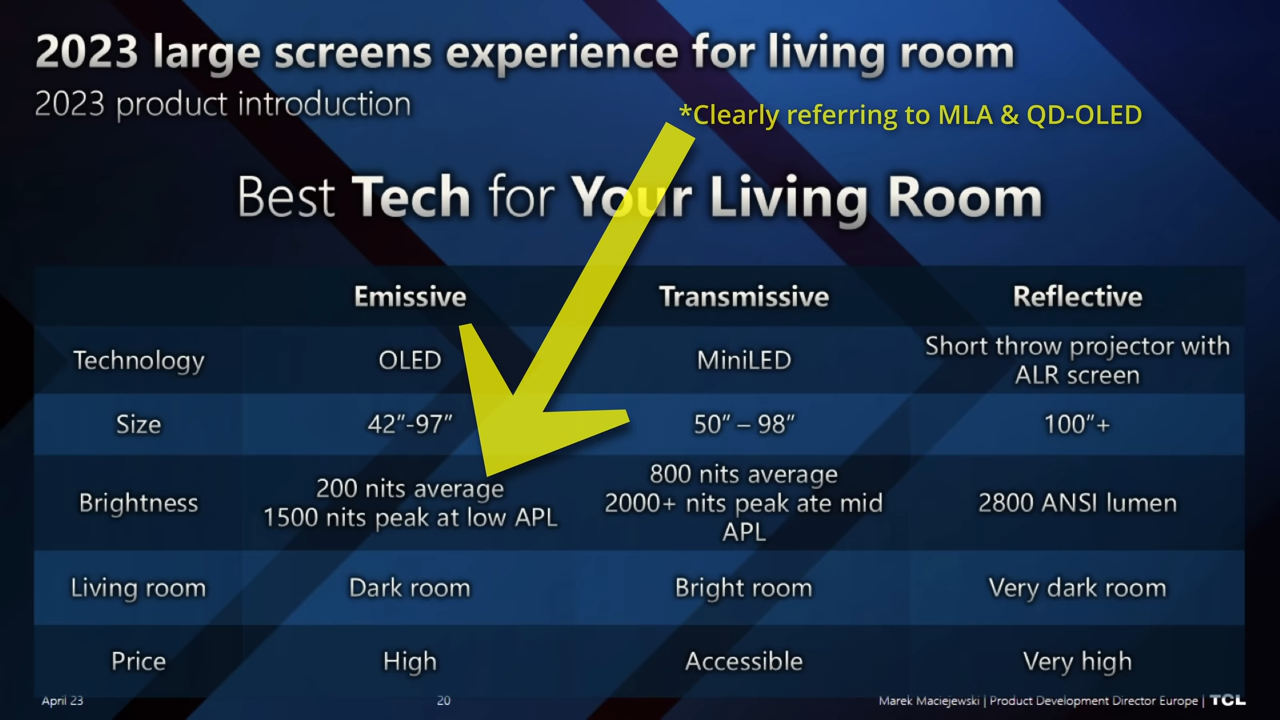 2023 large screens experience for living room
2023 product introduction
*Clearly referring to MLA & QD-OLED
Best Tech for Your Living Room
Emissive Transmissive Reflective
Technology OLED MiniLED Short throw projector with
ALR screen
Size 42”-97” 50” – 98” 100”+
Brightness 200 nits average
1500 nits peak at low APL 800 nits average
2000+ nits peak ate mid
APL 2800 ANSI lumen
Living room Dark room Bright room Very dark room
Price High Accessible Very high
April 23 20 Marek Maciejewski | Product Development Director Europe | TCL